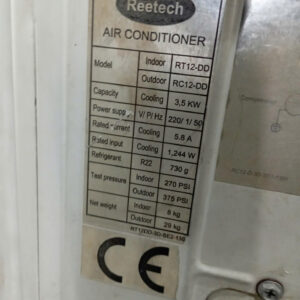 Reetech
AIR CONDITIONER
Model Indoor RT12-DD
Outdoor RC12-DD
Capacity Cooling 3,5 KW
Power supply V/ P/ Hz 220/ 1/ 50
Rated current Cooling 5.8 A
Rated input Cooling 1,244 W
Refrigerant R22 730 g
Test pressure Indoor 270 PSI
Outdoor 375 PSI
Net weight Indoor 8 kg
Outdoor 29 kg
CE